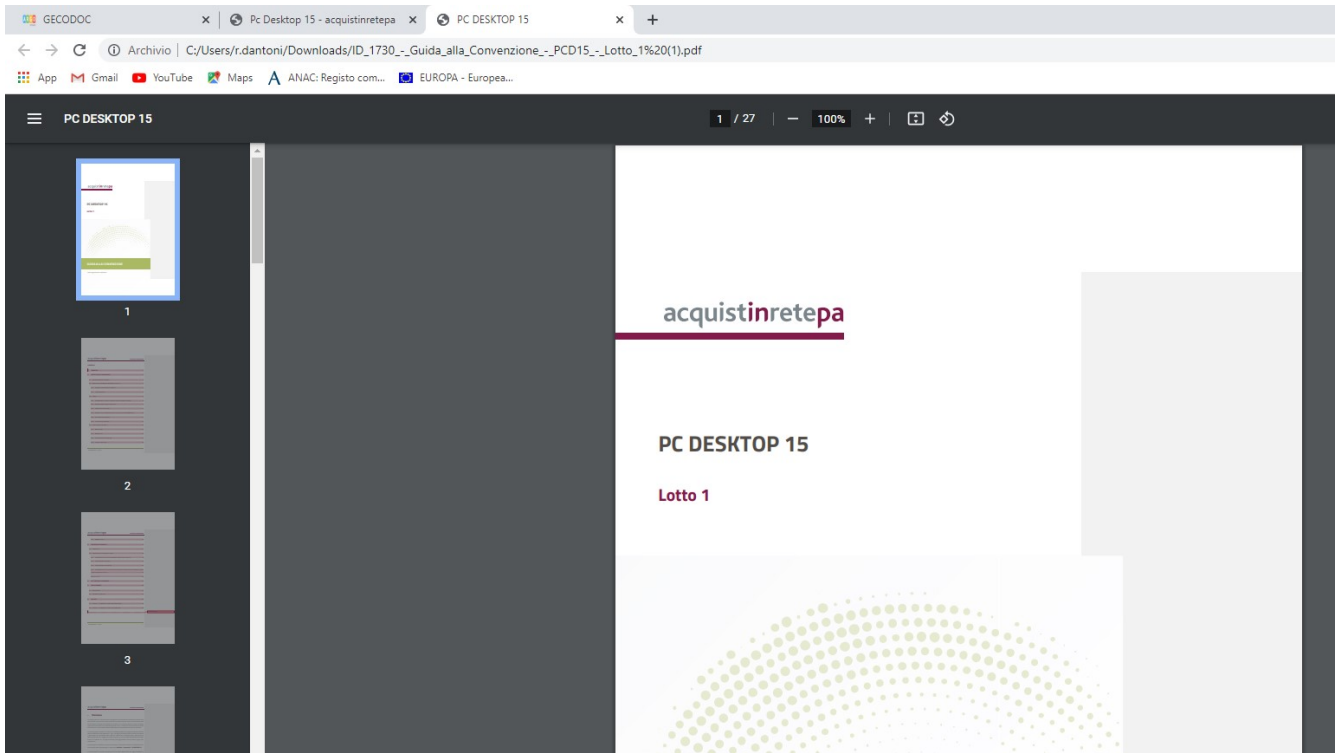 GECODOC
Pc Desktop 15 - acquistinretepa
PC DESKTOP 15
Archivio | C:/Users/r.dantoni/Downloads/ID_1730_-_Guida_alla_Convenzione_-_PCD15_-_Lotto_1%20(1).pdf
App Gmail YouTube Maps ANAC: Registo com... EUROPA - Europea...
PC DESKTOP 15
1 / 27 | − 100% +
1
2
3
acquistinretepa
PC DESKTOP 15
Lotto 1